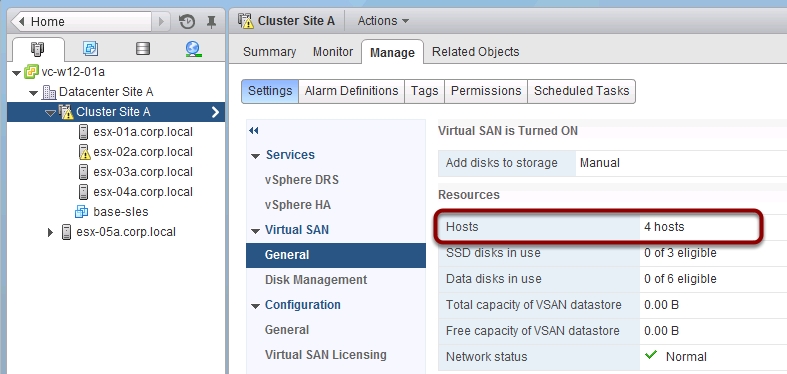 Home
vc-w12-01a
Datacenter Site A
Cluster Site A
esx-01a.corp.local
esx-02a.corp.local
esx-03a.corp.local
esx-04a.corp.local
base-sles
esx-05a.corp.local
Cluster Site A Actions
Summary Monitor Manage Related Objects
Settings Alarm Definitions Tags Permissions Scheduled Tasks
Services
vSphere DRS
vSphere HA
Virtual SAN
General
Disk Management
Configuration
General
Virtual SAN Licensing
Virtual SAN is Turned ON
Add disks to storage Manual
Resources
Hosts 4 hosts
SSD disks in use 0 of 3 eligible
Data disks in use 0 of 6 eligible
Total capacity of VSAN datastore 0.00 B
Free capacity of VSAN datastore 0.00 B
Network status Normal